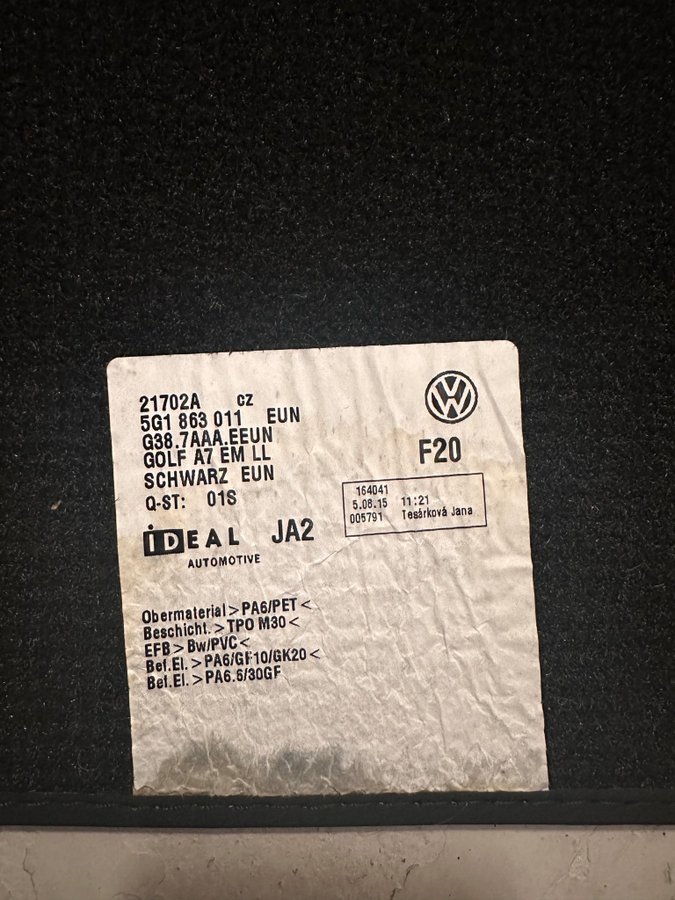 21702A CZ
5G1 863 011 EUN
G38.7AAA.EEUN
GOLF A7 EM LL
SCHWARZ EUN
Q-ST: 01S
F20
164041
5.08.15 11:21
005791 Tesárková Jana
iDEAL JA2
AUTOMOTIVE
Obermaterial>PA6/PET<
Beschicht.>TPO M30<
EFB>Bw/PVC<
Bef.El.>PA6/GF10/GK20<
Bef.El.>PA6.6/30GF